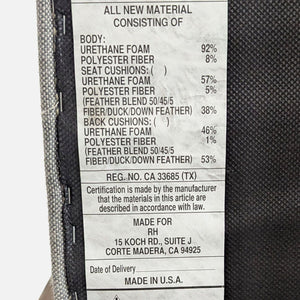 ALL NEW MATERIAL
CONSISTING OF
BODY:
URETHANE FOAM 92%
POLYESTER FIBER 8%
SEAT CUSHIONS: ( )
URETHANE FOAM 57%
POLYESTER FIBER 5%
(FEATHER BLEND 50/45/5
FIBER/DUCK/DOWN FEATHER) 38%
BACK CUSHIONS: ( )
URETHANE FOAM 46%
POLYESTER FIBER 1%
(FEATHER BLEND 50/45/5
FIBER/DUCK/DOWN FEATHER) 53%
REG. NO. CA 33685 (TX)
Certification is made by the manufacturer
that the materials in this article are
described in accordance with law.
MADE FOR
RH
15 KOCH RD., SUITE J
CORTE MADERA, CA 94925
Date of Delivery
MADE IN U.S.A.